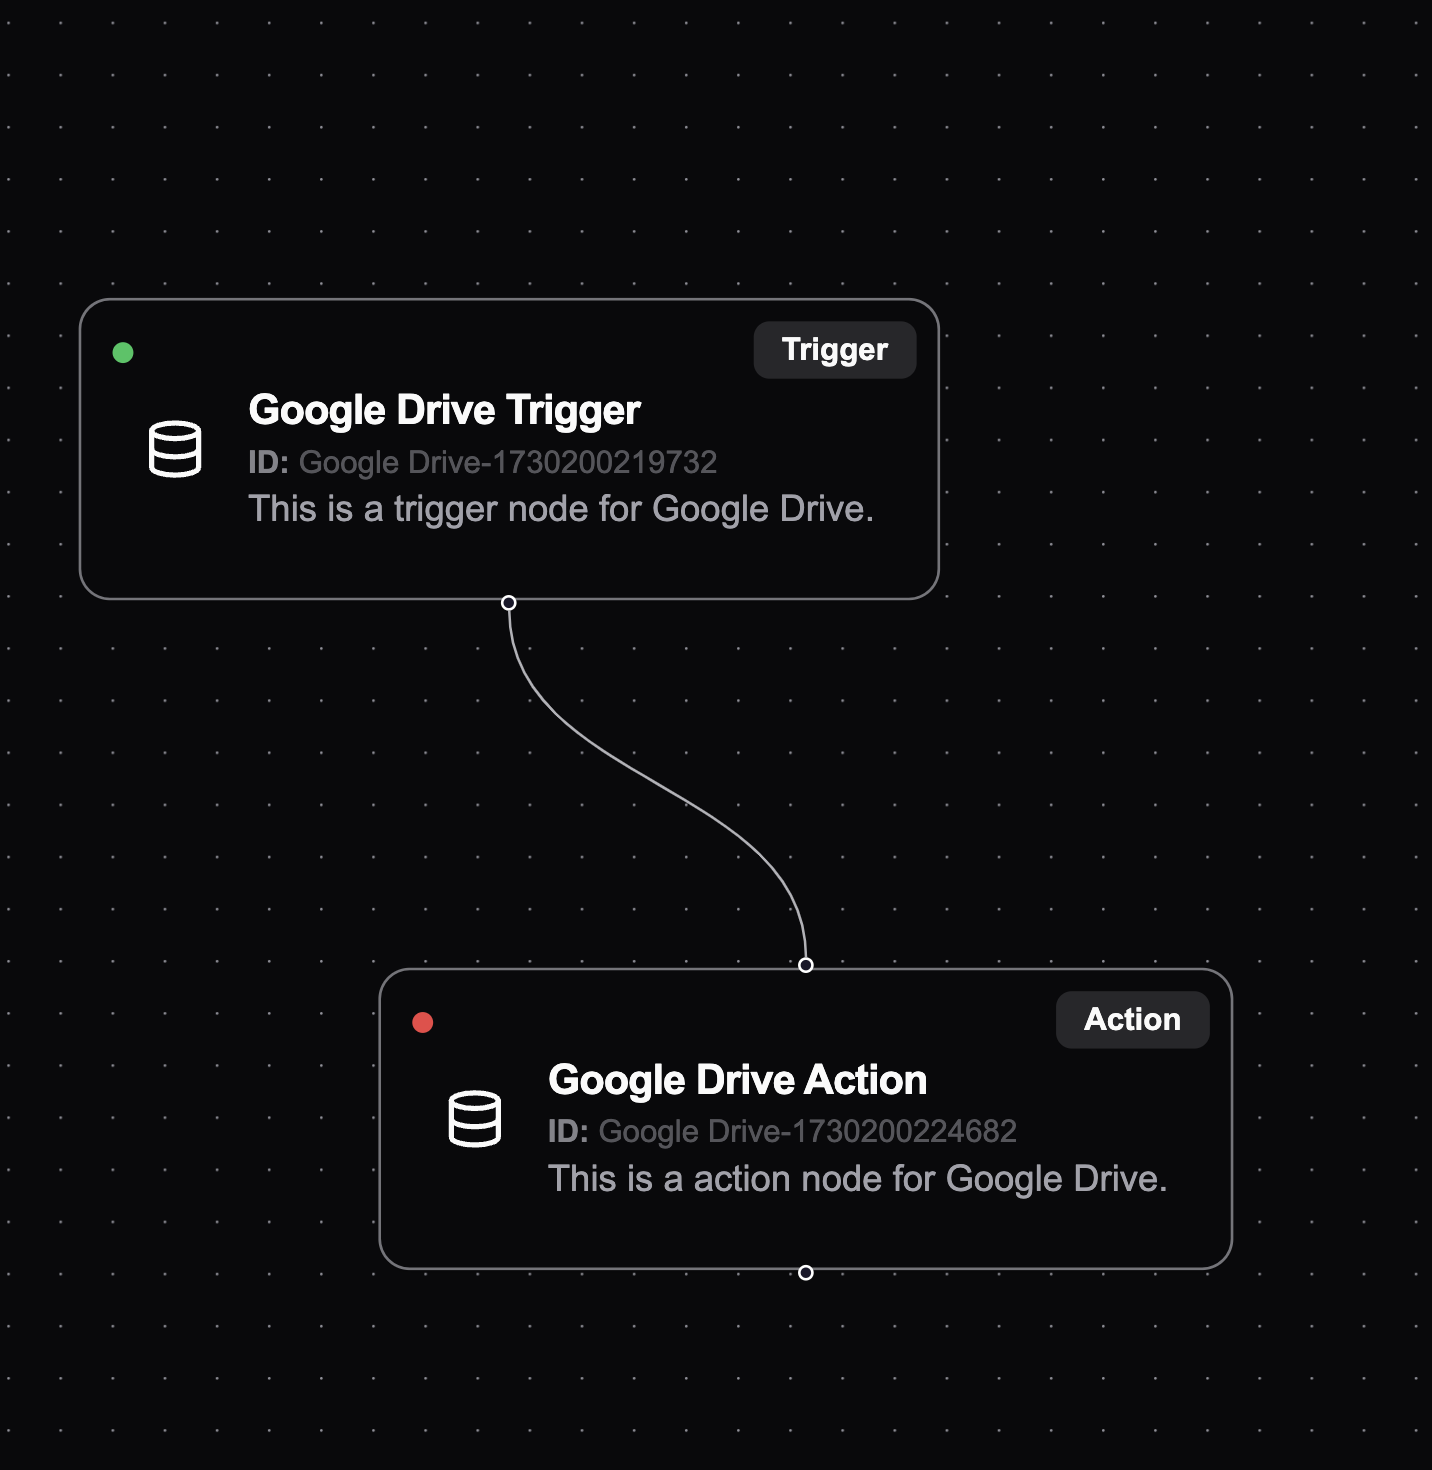 Trigger
Google Drive Trigger
ID: Google Drive-1730200219732
This is a trigger node for Google Drive.
Action
Google Drive Action
ID: Google Drive-1730200224682
This is a action node for Google Drive.